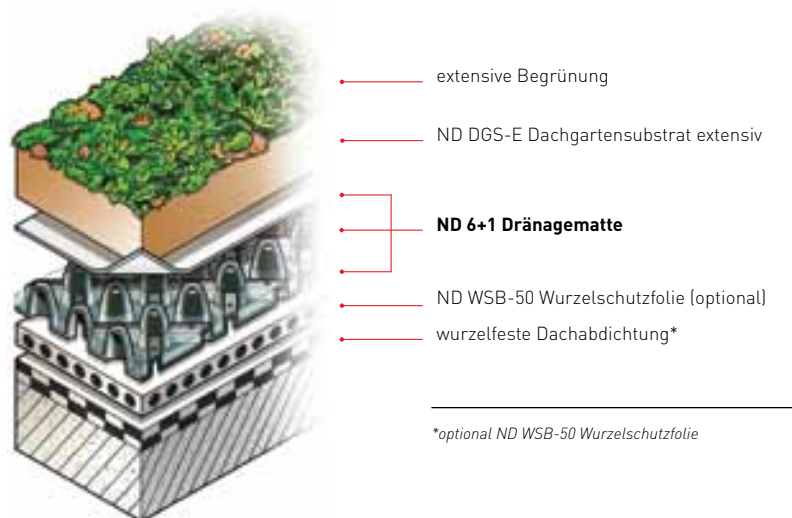 extensive Begrünung
ND DGS-E Dachgartensubstrat extensiv
ND 6+1 Dränagematte
ND WSB-50 Wurzelschutzfolie (optional)
wurzelfeste Dachabdichtung*
*optional ND WSB-50 Wurzelschutzfolie